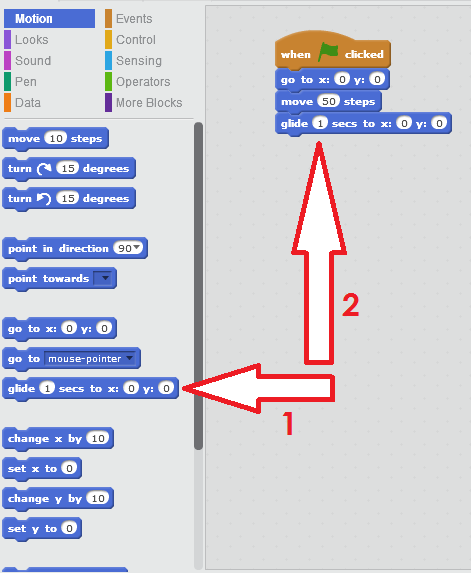 Motion
Looks
Sound
Pen
Data
Events
Control
Sensing
Operators
More Blocks
move 10 steps
turn 15 degrees
turn 15 degrees
point in direction 90
point towards
go to x: 0 y: 0
go to mouse-pointer
glide 1 secs to x: 0 y: 0
change x by 10
set x to 0
change y by 10
set y to 0
when clicked
go to x: 0 y: 0
move 50 steps
glide 1 secs to x: 0 y: 0
2
1